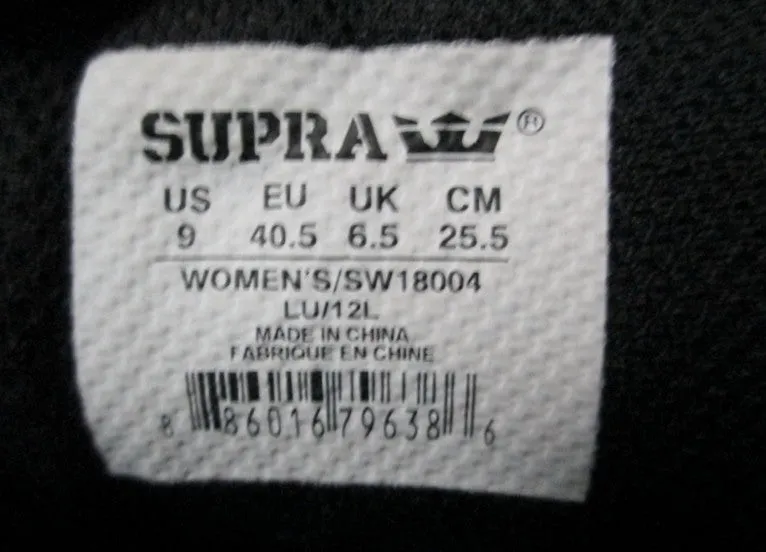 SUPRA ®
US EU UK CM
9 40.5 6.5 25.5
WOMEN'S/SW18004
LU/12L
MADE IN CHINA
FABRIQUE EN CHINE
8 86016 79638 6